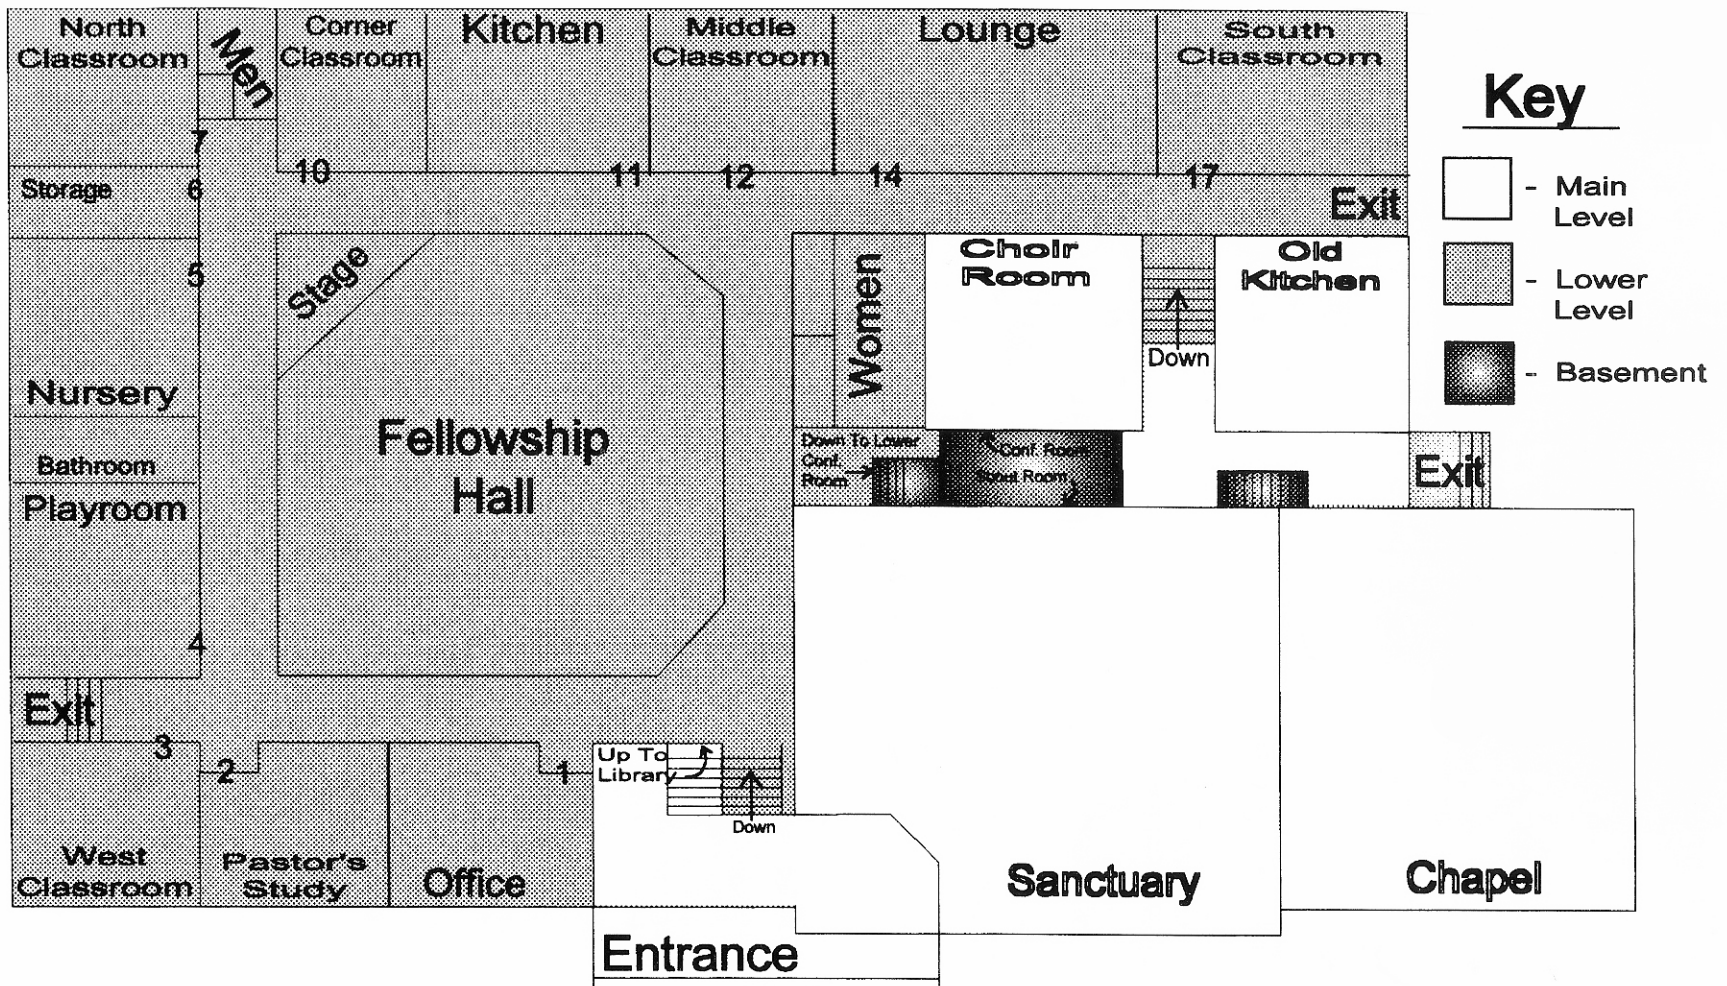 North
Classroom
Men
Corner
Classroom
Kitchen
Middle
Classroom
Lounge
South
Classroom
Key
7
10
11
12
14
17
Storage
6
Exit
- Main
Level
5
Stage
Women
Choir
Room
Old
Kitchen
- Lower
Level
Down
- Basement
Nursery
Fellowship
Hall
Bathroom
Playroom
Down To Lower
Conf.
Room
Conf. Room
Scout Room
Exit
4
Exit
3
2
1
Up To
Library
Down
West
Classroom
Pastor's
Study
Office
Sanctuary
Chapel
Entrance